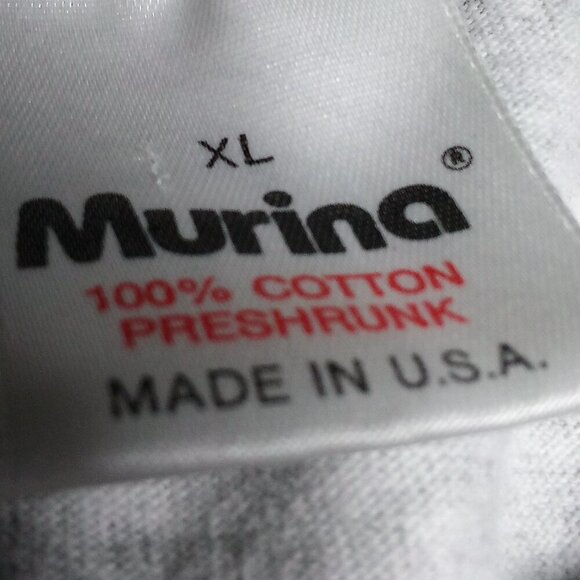 XL
Murina®
100% COTTON
PRESHRUNK
MADE IN U.S.A.